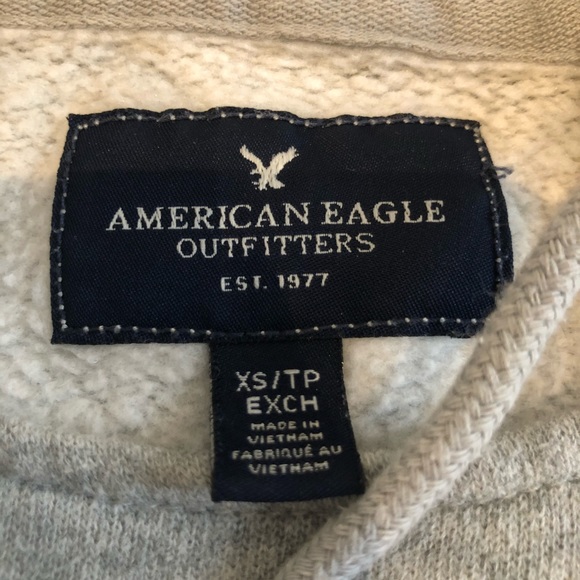 AMERICAN EAGLE
OUTFITTERS
EST. 1977
XS/TP
EXCH
MADE IN
VIETNAM
FABRIQUÉ AU
VIETNAM